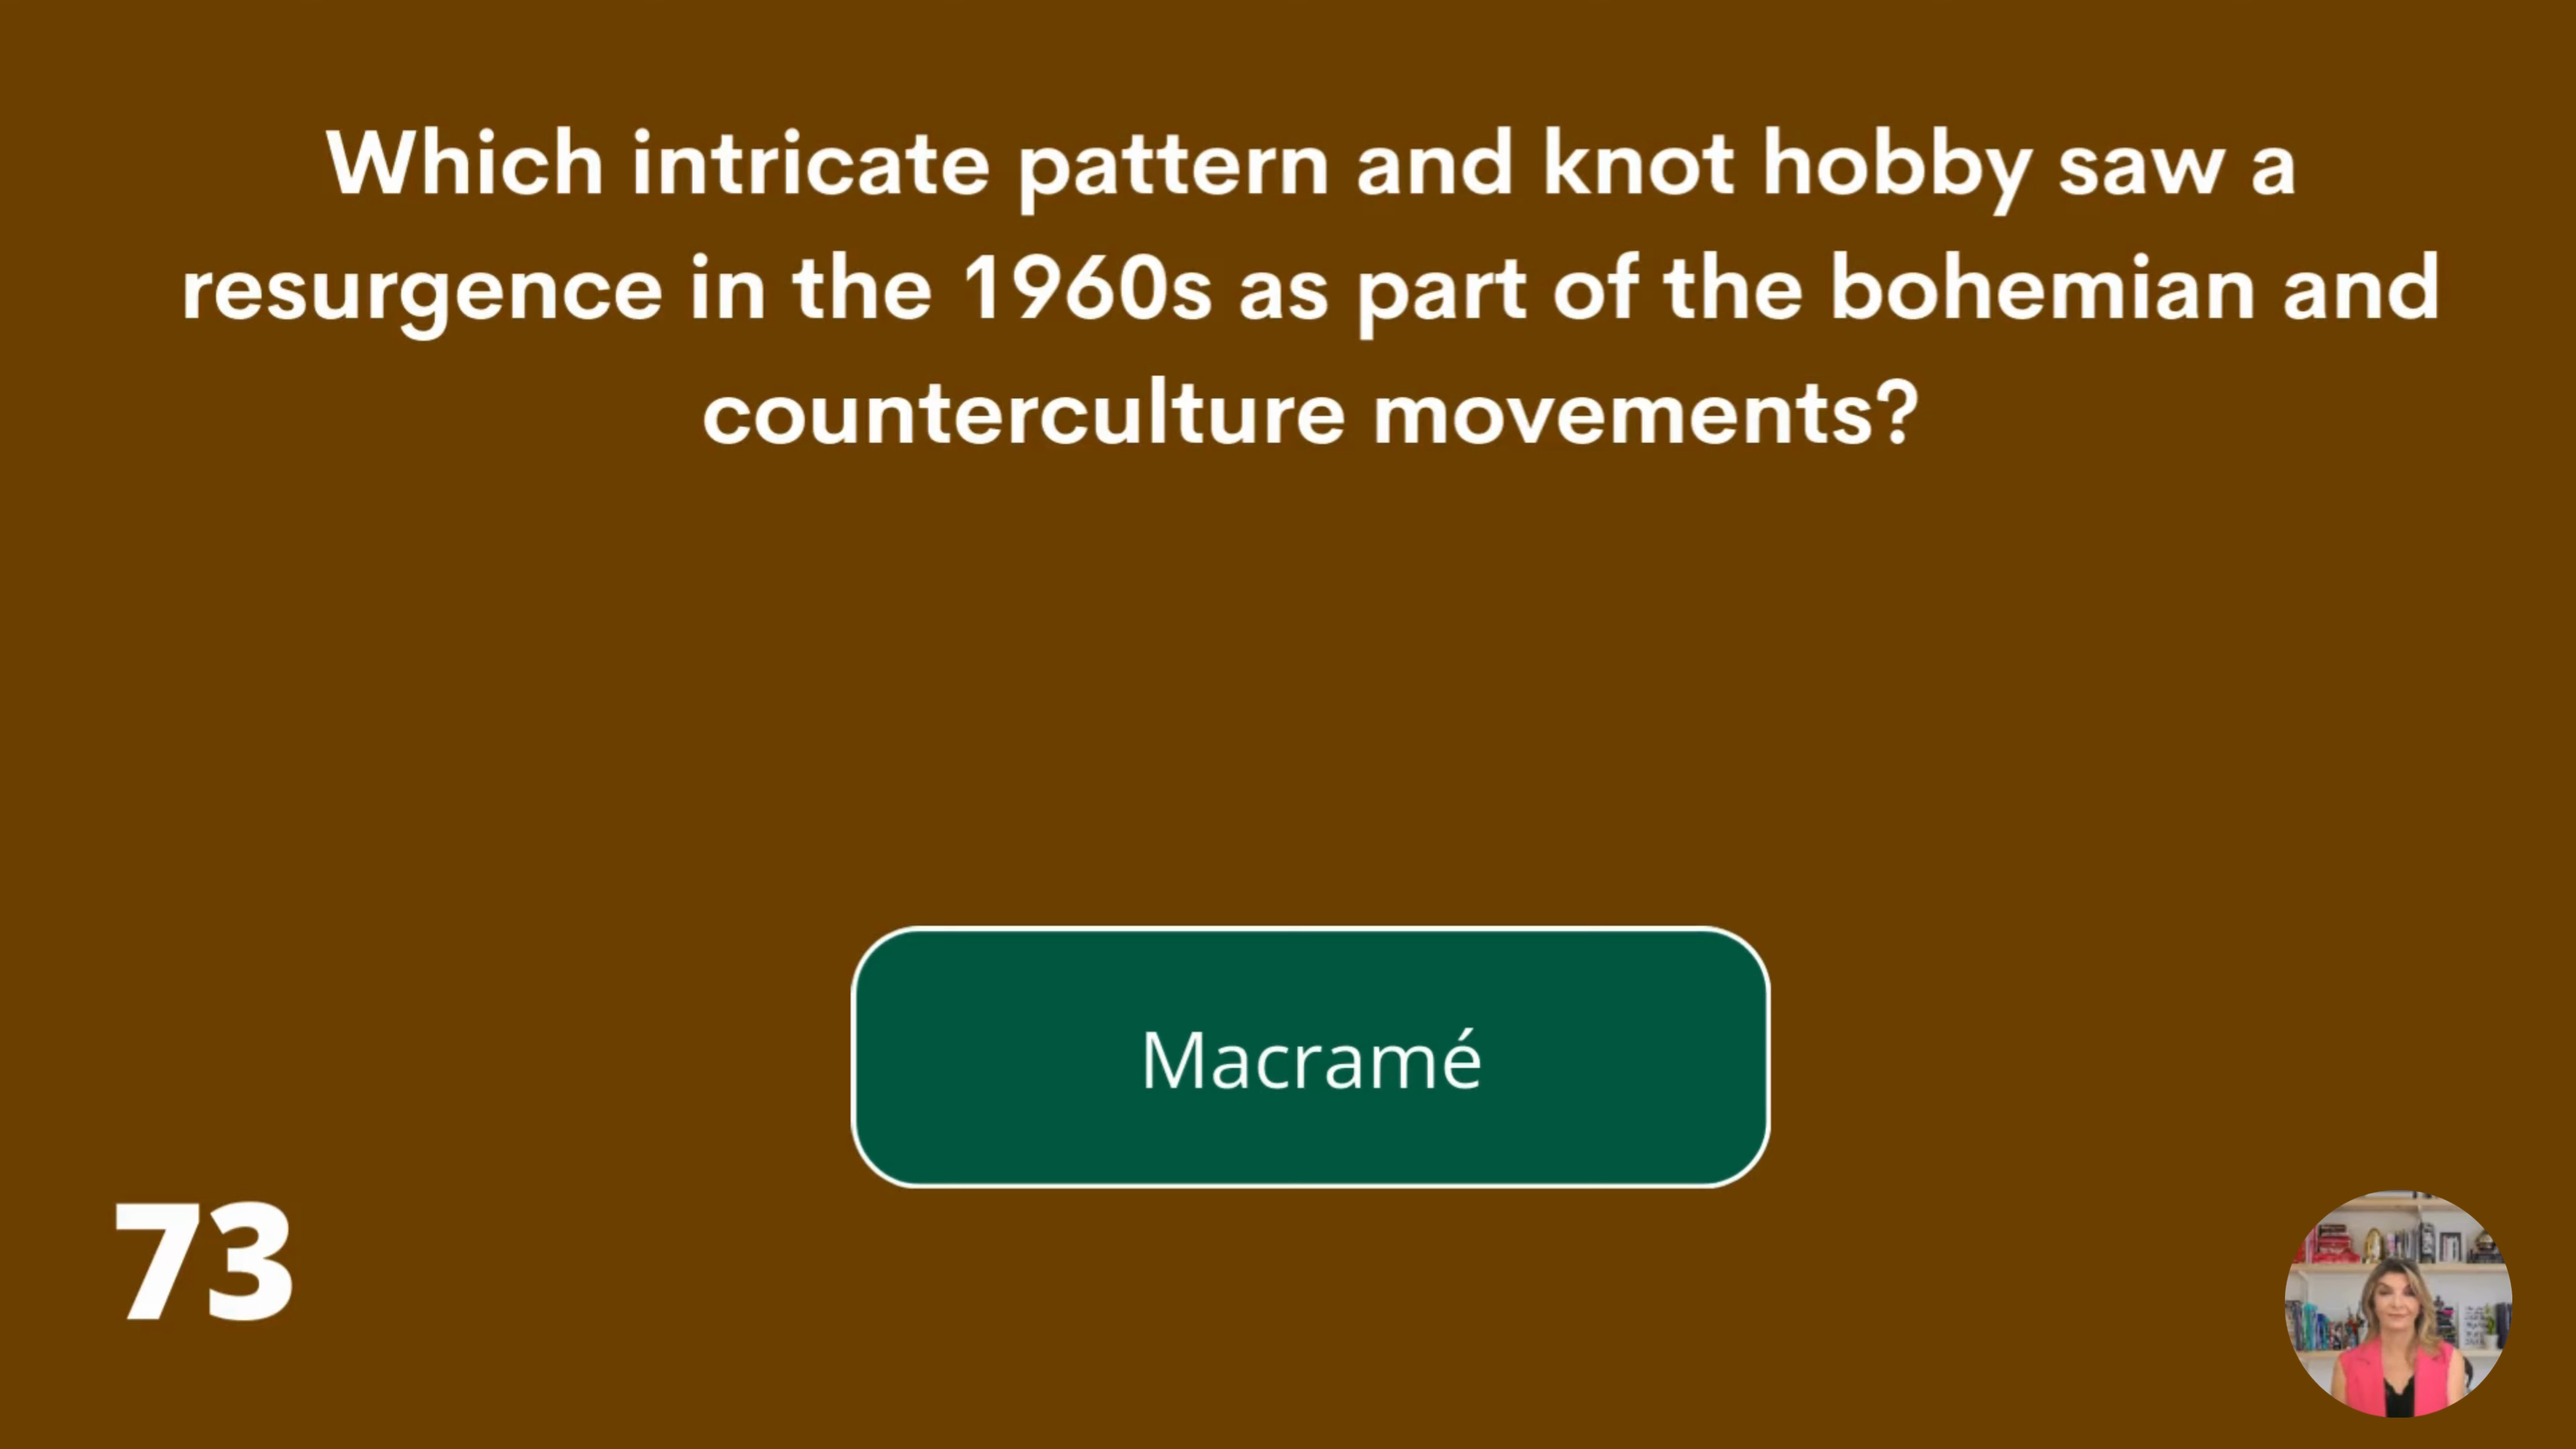 Which intricate pattern and knot hobby saw a
resurgence in the 1960s as part of the bohemian and
counterculture movements?
Macramé
73